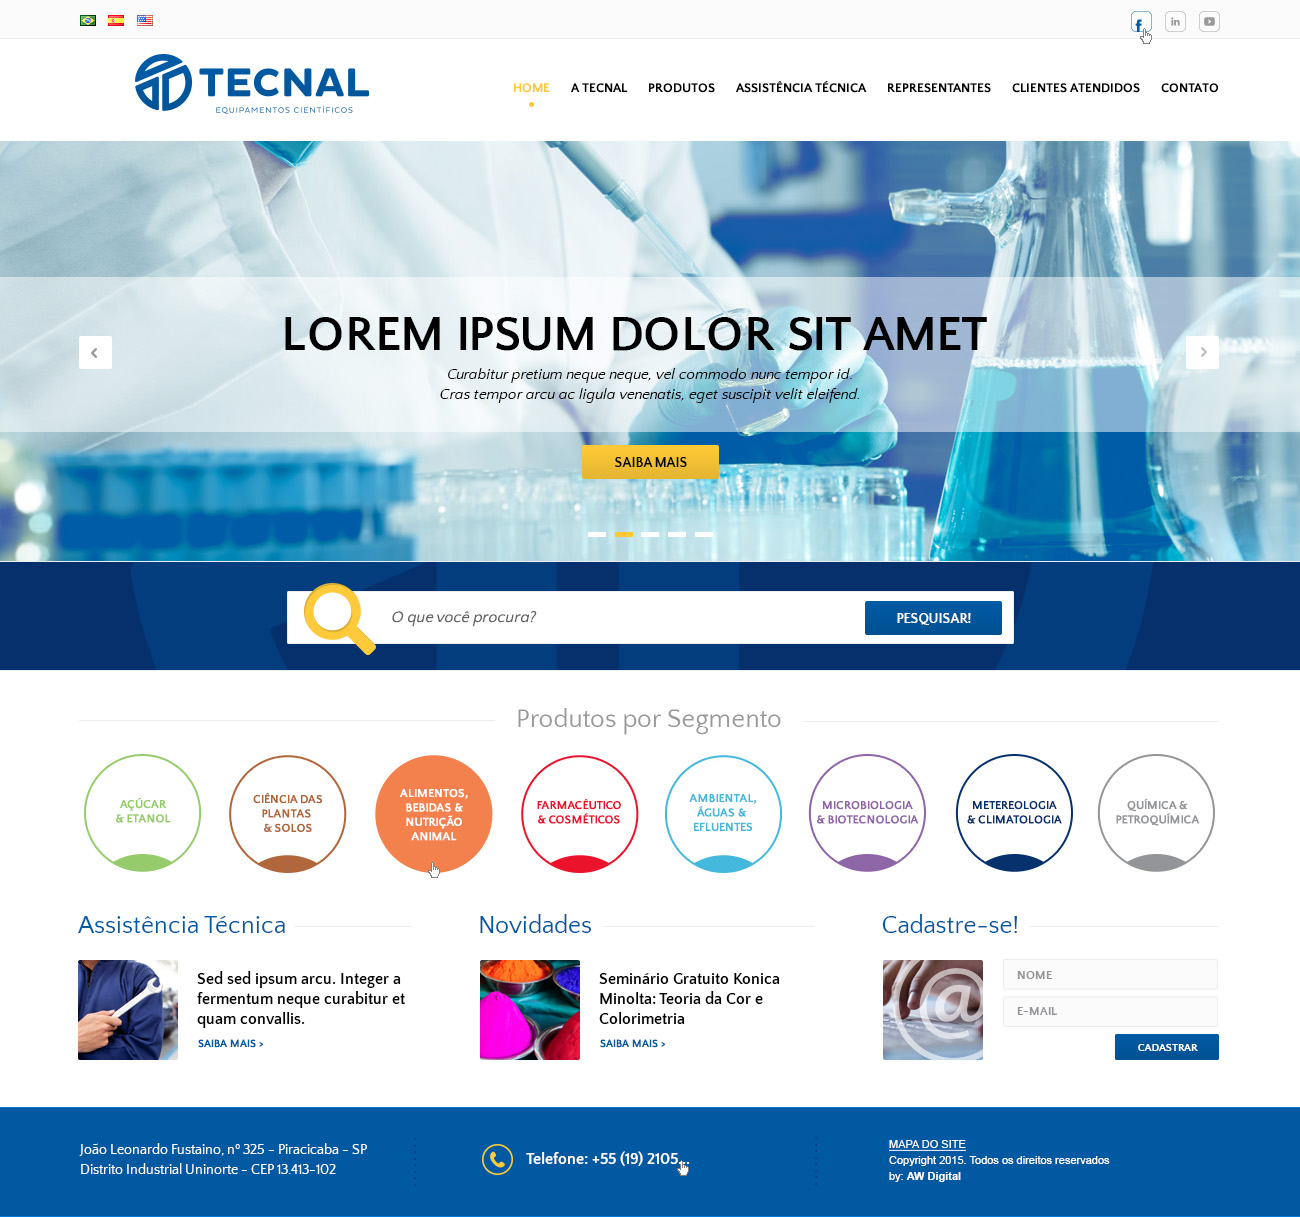 TECNAL
EQUIPAMENTOS CIENTÍFICOS
HOME
A TECNAL
PRODUTOS
ASSISTÊNCIA TÉCNICA
REPRESENTANTES
CLIENTES ATENDIDOS
CONTATO
LOREM IPSUM DOLOR SIT AMET
Curabitur pretium neque neque, vel commodo nunc tempor id.
Cras tempor arcu ac ligula venenatis, eget suscipit velit eleifend.
SAIBA MAIS
O que você procura?
PESQUISAR!
Produtos por Segmento
AÇÚCAR
& ETANOL
CIÊNCIA DAS
PLANTAS
& SOLOS
ALIMENTOS,
BEBIDAS &
NUTRIÇÃO
ANIMAL
FARMACÊUTICO
& COSMÉTICOS
AMBIENTAL,
ÁGUAS &
EFLUENTES
MICROBIOLOGIA
& BIOTECNOLOGIA
METEREOLOGIA
& CLIMATOLOGIA
QUÍMICA &
PETROQUÍMICA
Assistência Técnica
Sed sed ipsum arcu. Integer a
fermentum neque curabitur et
quam convallis.
SAIBA MAIS >
Novidades
Seminário Gratuito Konica
Minolta: Teoria da Cor e
Colorimetria
SAIBA MAIS >
Cadastre-se!
@
NOME
E-MAIL
CADASTRAR
João Leonardo Fustaino, nº 325 - Piracicaba - SP
Distrito Industrial Uninorte - CEP 13.413-102
Telefone: +55 (19) 2105...
MAPA DO SITE
Copyright 2015. Todos os direitos reservados
by: AW Digital